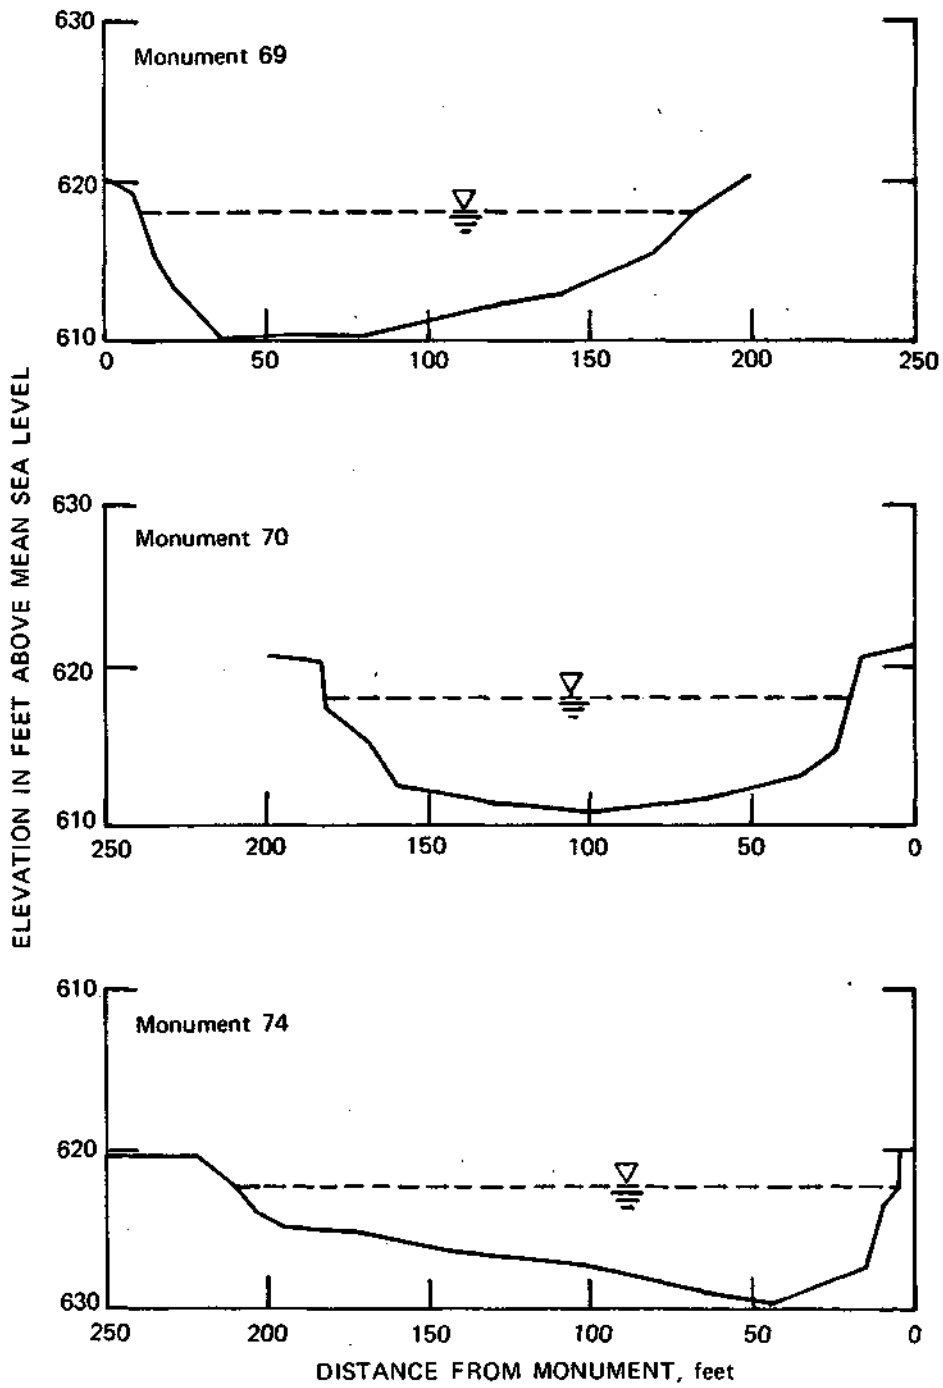 630
Monument 69
620
610
0 50 100 150 200 250
630
Monument 70
620
610
250 200 150 100 50 0
610
Monument 74
620
630
250 200 150 100 50 0
ELEVATION IN FEET ABOVE MEAN SEA LEVEL
DISTANCE FROM MONUMENT, feet